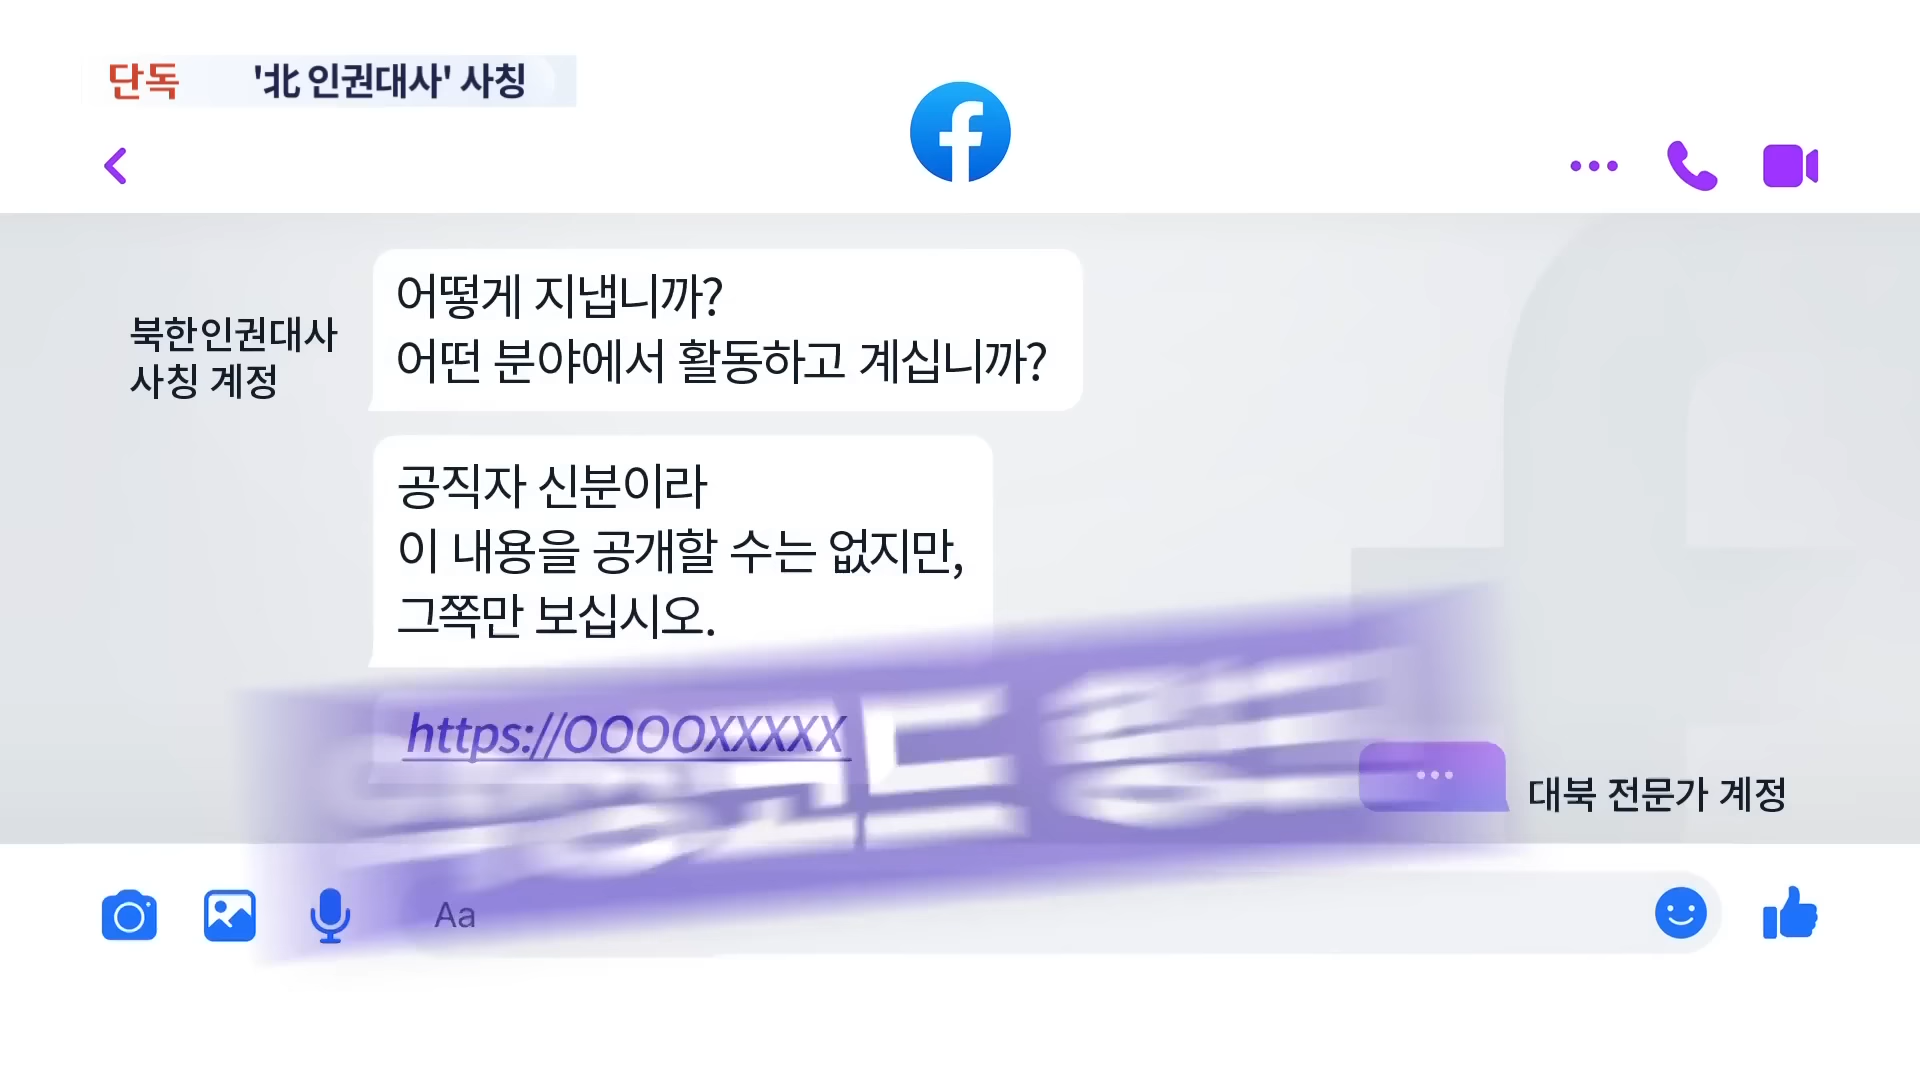 단독 '北 인권대사' 사칭
어떻게 지냅니까?
어떤 분야에서 활동하고 계십니까?
북한인권대사
사칭 계정
공직자 신분이라
이 내용을 공개할 수는 없지만,
그쪽만 보십시오.
https://OOOOXXXXX
대북 전문가 계정
Aa